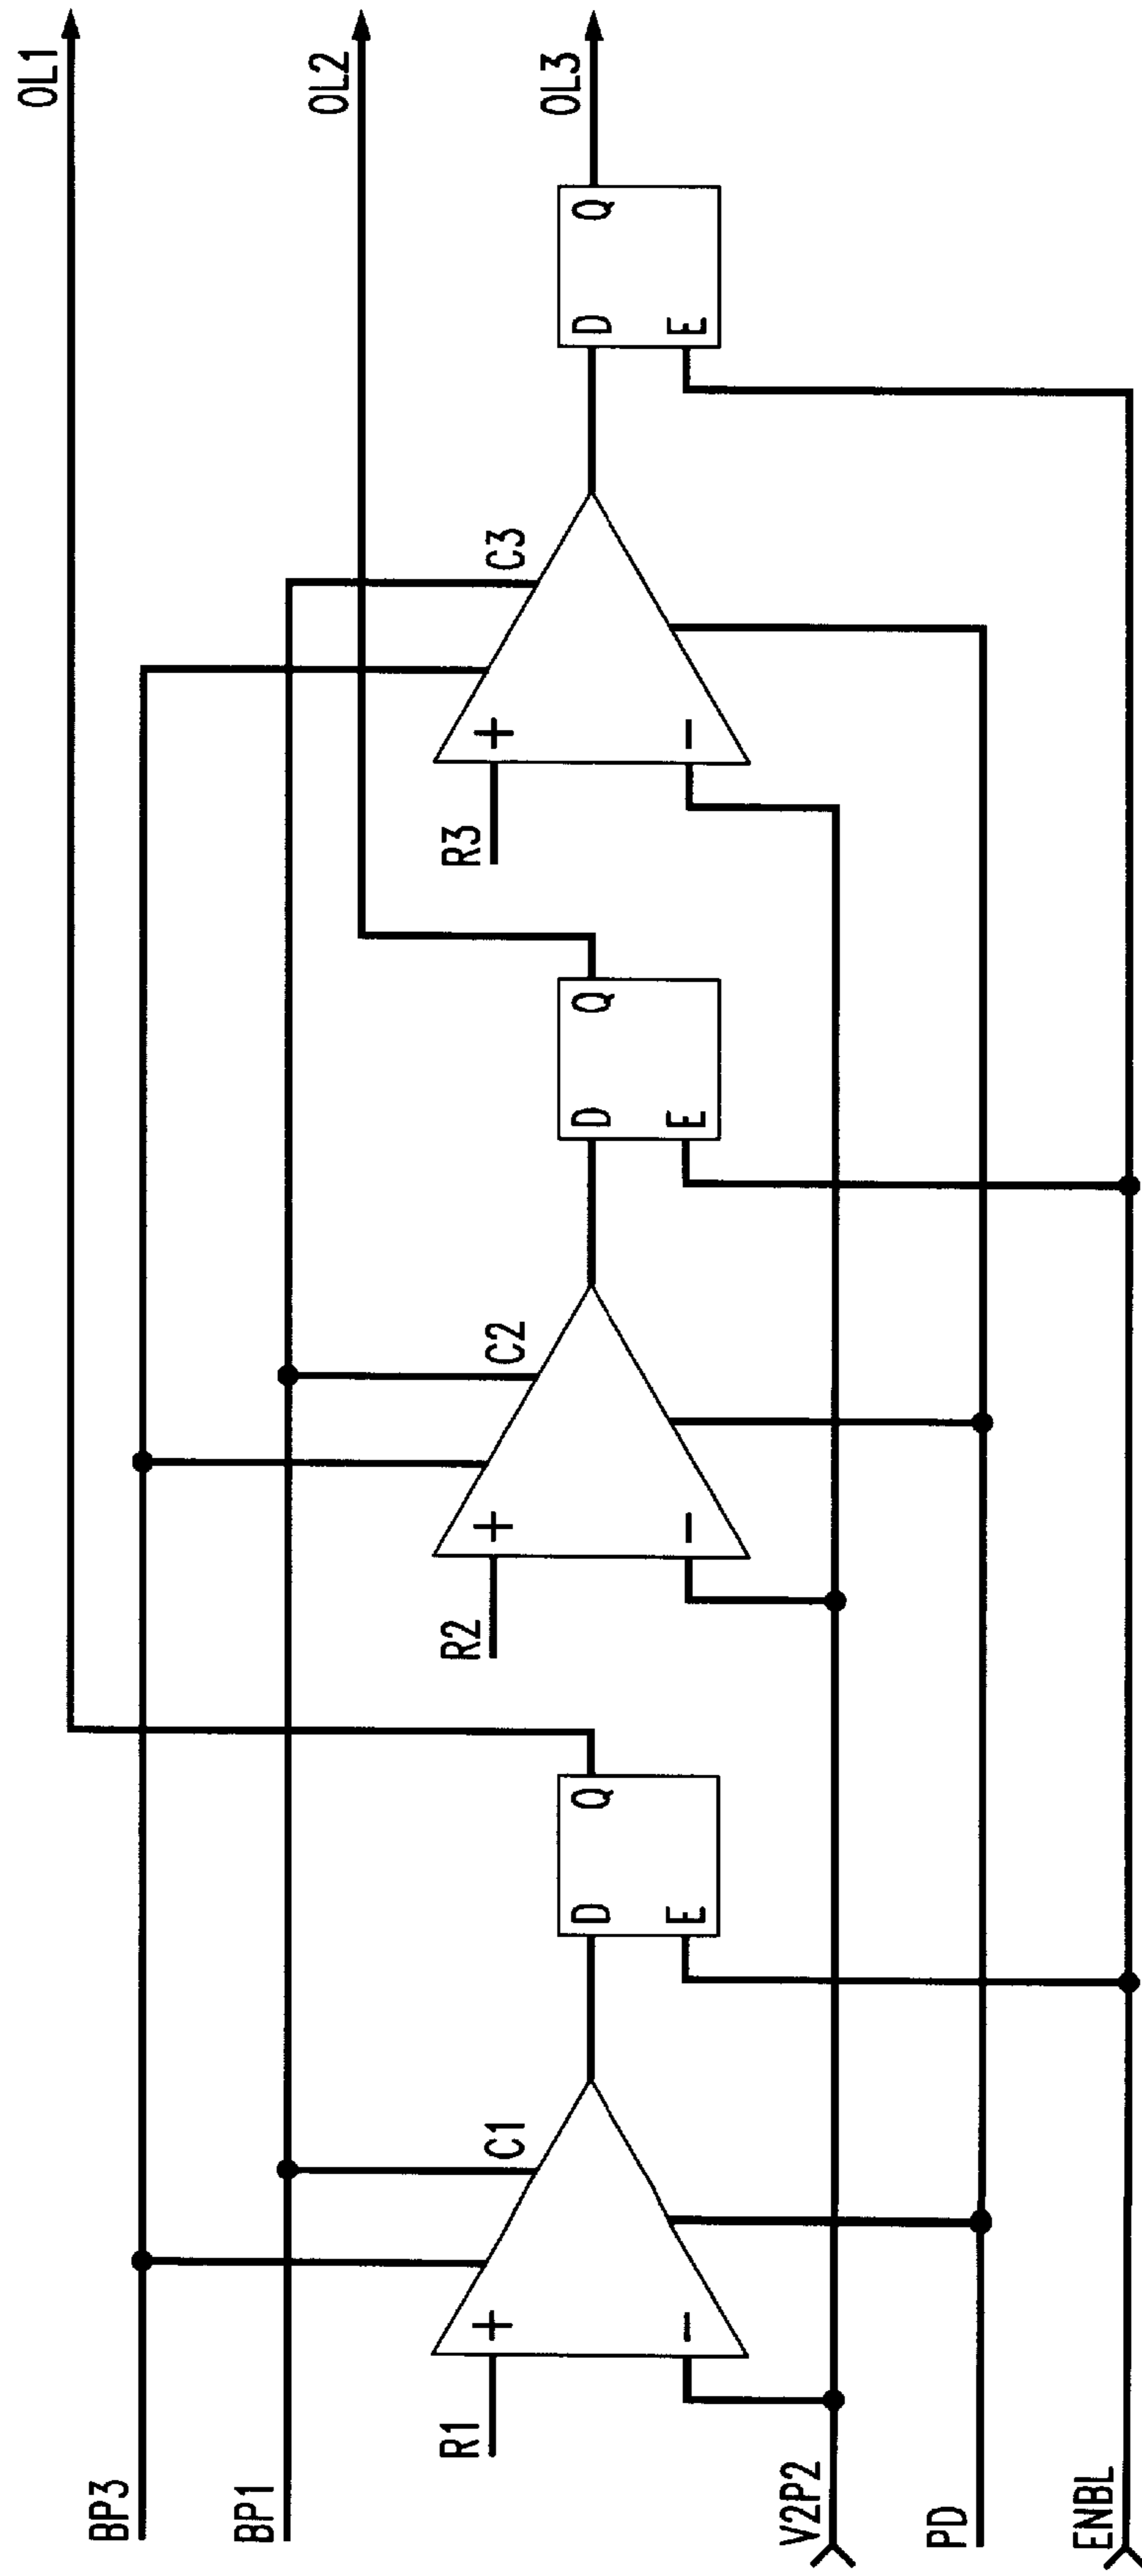 OL1
OL2
OL3
BP3
BP1
C1
C2
C3
R1
+
-
D
Q
E
R2
+
-
D
Q
E
R3
+
-
D
Q
E
V2P2
PD
ENBL